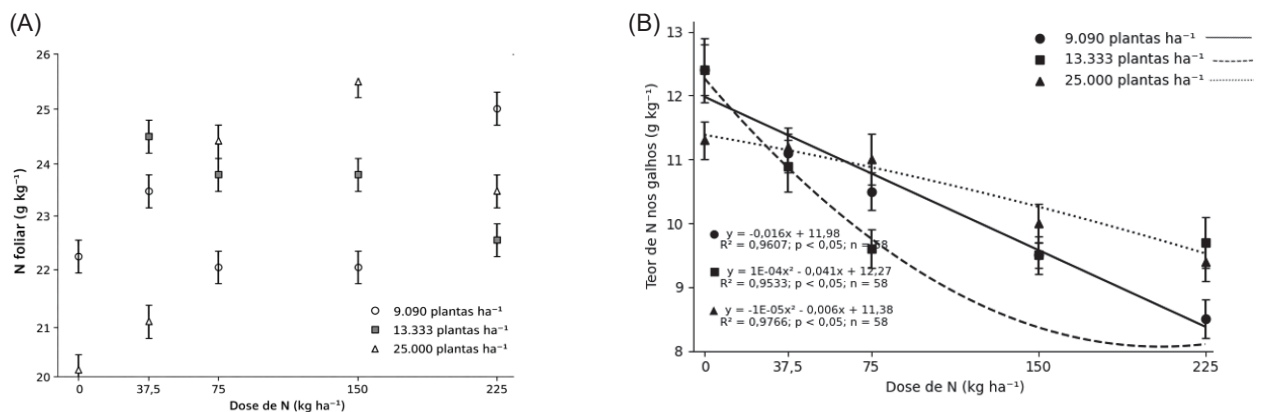 (A)
26
25
24
23
22
21
20
N foliar (g kg⁻¹)
9.090 plantas ha⁻¹
13.333 plantas ha⁻¹
25.000 plantas ha⁻¹
0 37,5 75 150 225
Dose de N (kg ha⁻¹)
(B)
13
12
11
10
9
8
Teor de N nos galhos (g kg⁻¹)
9.090 plantas ha⁻¹
13.333 plantas ha⁻¹
25.000 plantas ha⁻¹
y = -0,016x + 11,98
R² = 0,9607; p < 0,05; n = 58
y = 1E-04x² - 0,041x + 12,27
R² = 0,9533; p < 0,05; n = 58
y = -1E-05x² - 0,006x + 11,38
R² = 0,9766; p < 0,05; n = 58
0 37,5 75 150 225
Dose de N (kg ha⁻¹)